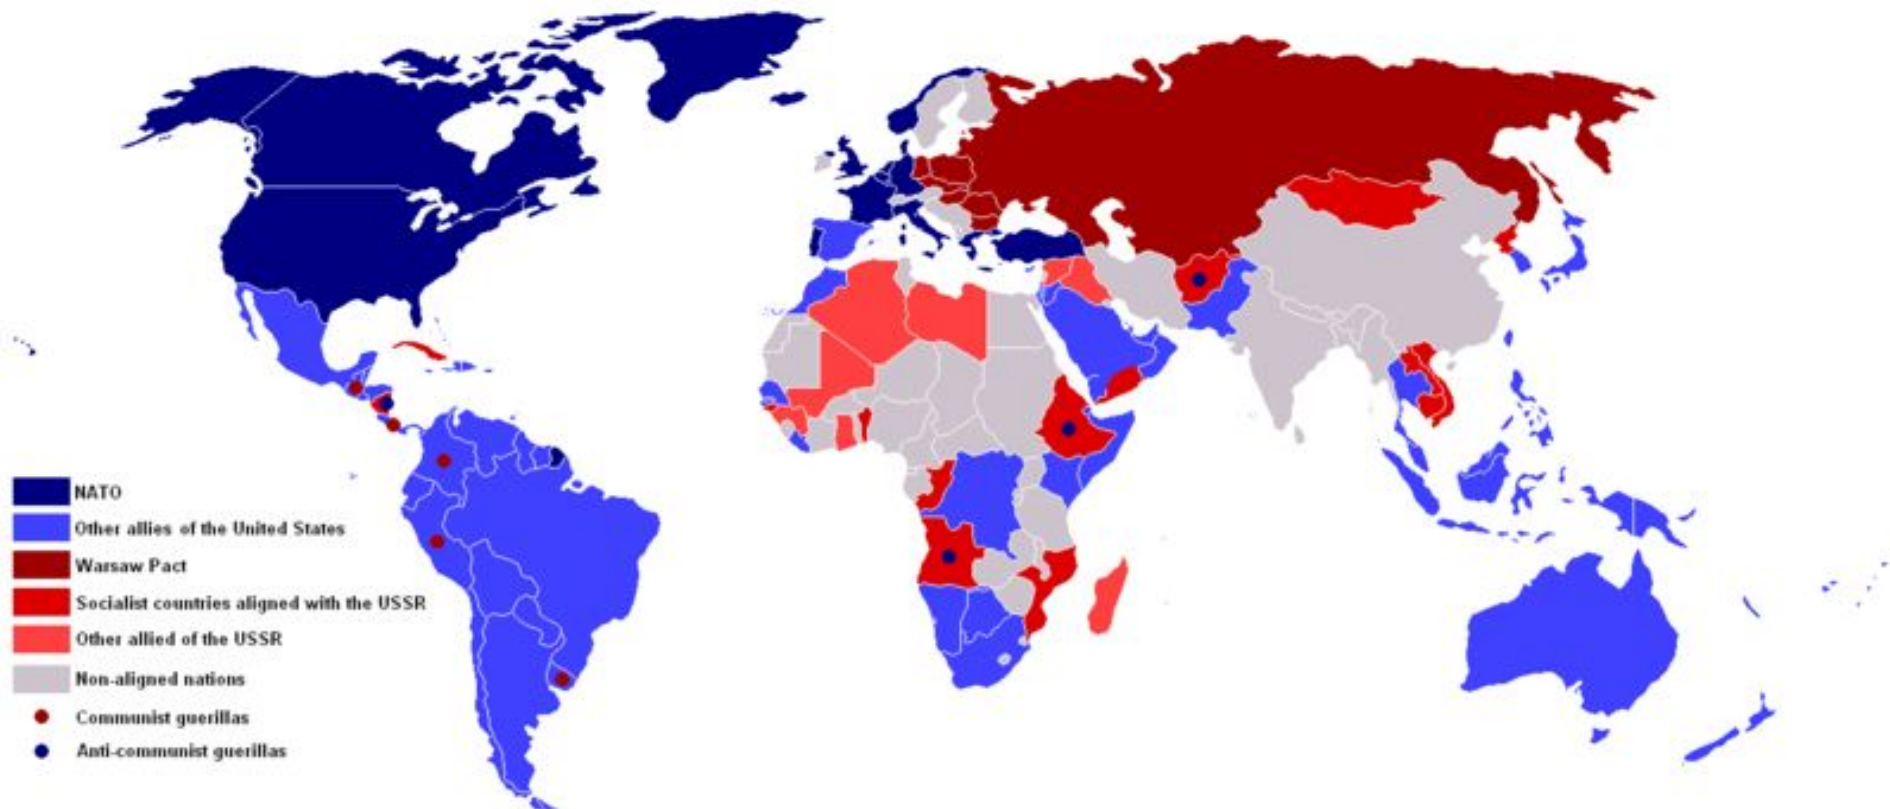 NATO
Other allies of the United States
Warsaw Pact
Socialist countries aligned with the USSR
Other allied of the USSR
Non-aligned nations
Communist guerillas
Anti-communist guerillas